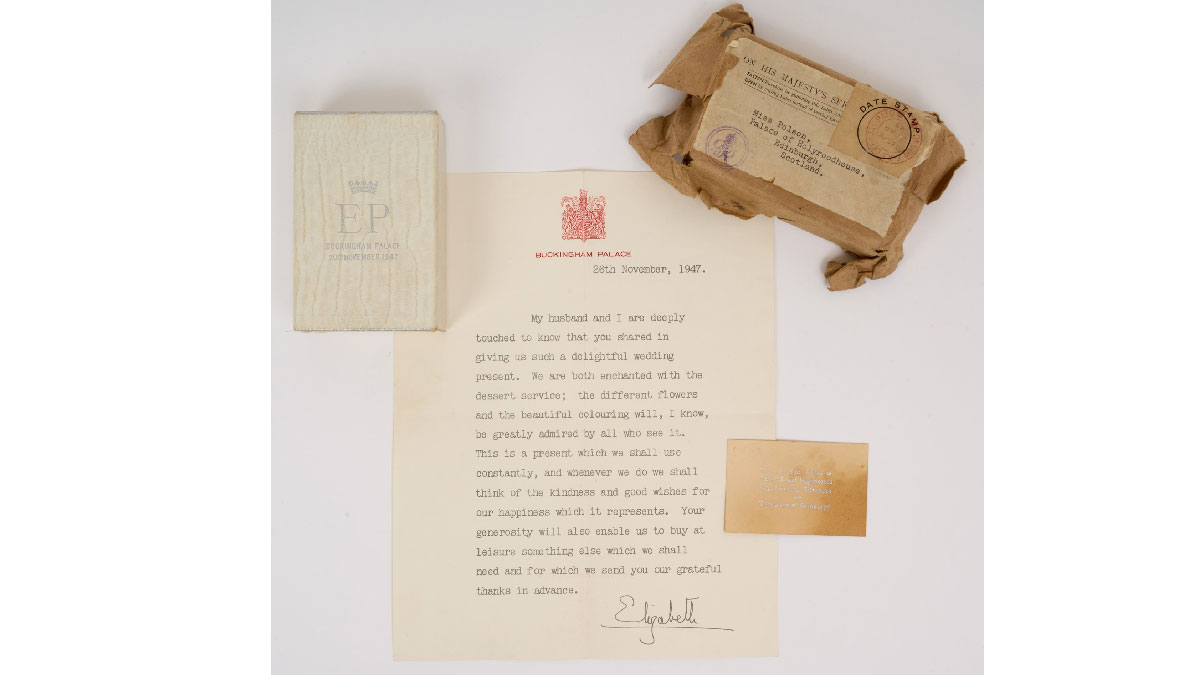 EP
BUCKINGHAM PALACE
20 NOVEMBER 1947
ON HIS MAJESTY'S
DATE STAMP
Miss Polson,
Palace of Holyroodhouse,
Edinburgh,
Scotland.
BUCKINGHAM PALACE
26th November, 1947.
My husband and I are deeply
touched to know that you shared in
giving us such a delightful wedding
present. We are both enchanted with the
dessert service; the different flowers
and the beautiful colouring will, I know,
be greatly admired by all who see it.
This is a present which we shall use
constantly, and whenever we do we shall
think of the kindness and good wishes for
our happiness which it represents. Your
generosity will also enable us to buy at
leisure something else which we shall
need and for which we send you our grateful
thanks in advance.
Elizabeth